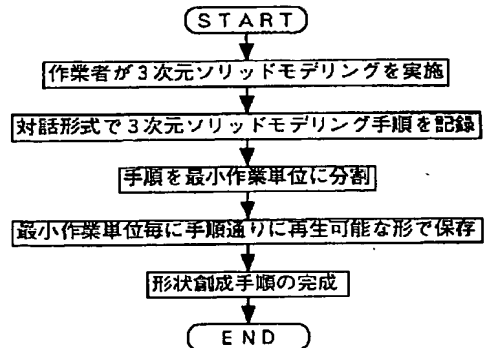 START
作業者が3次元ソリッドモデリングを実施
対話形式で3次元ソリッドモデリング手順を記録
手順を最小作業単位に分割
最小作業単位毎に手順通りに再生可能な形で保存
形状創成手順の完成
END